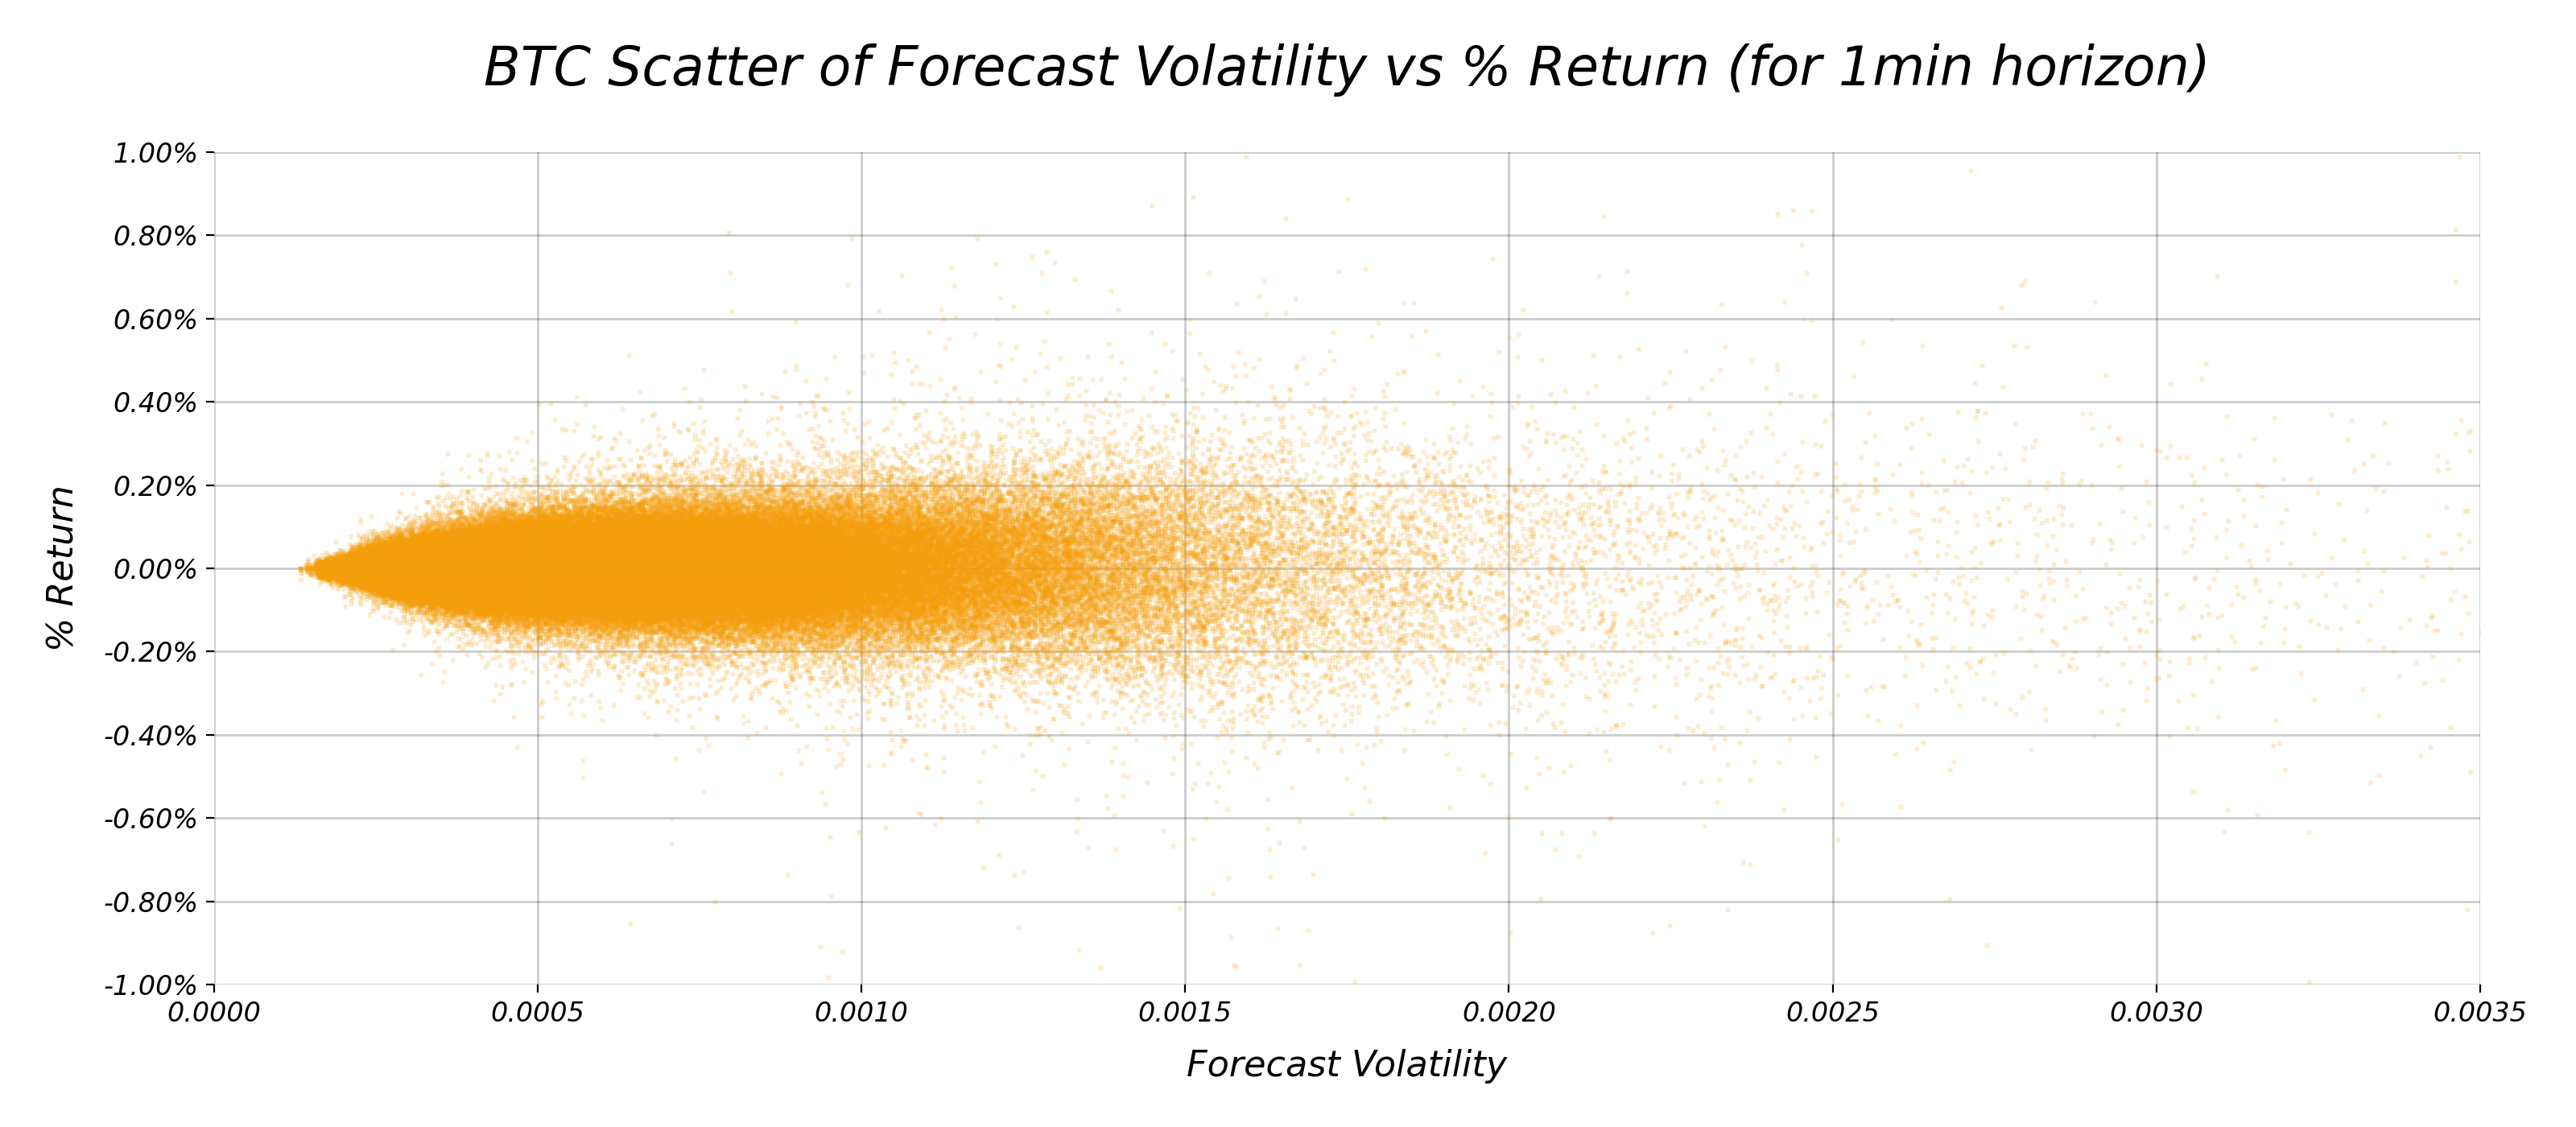 BTC Scatter of Forecast Volatility vs % Return (for 1min horizon)
1.00%
0.80%
0.60%
0.40%
0.20%
0.00%
-0.20%
-0.40%
-0.60%
-0.80%
-1.00%
% Return
0.0000 0.0005 0.0010 0.0015 0.0020 0.0025 0.0030 0.0035
Forecast Volatility